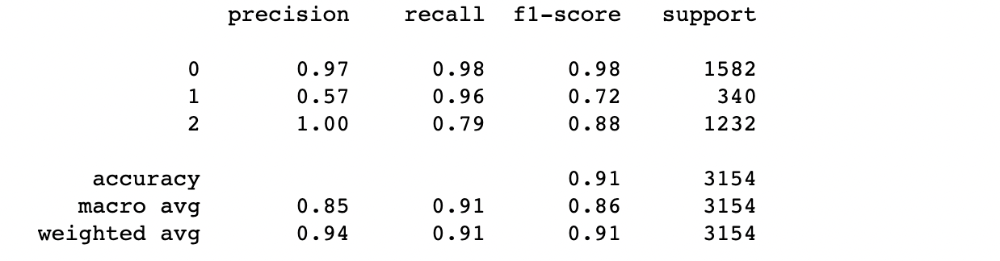 precision recall f1-score support
0 0.97 0.98 0.98 1582
1 0.57 0.96 0.72 340
2 1.00 0.79 0.88 1232
accuracy 0.91 3154
macro avg 0.85 0.91 0.86 3154
weighted avg 0.94 0.91 0.91 3154